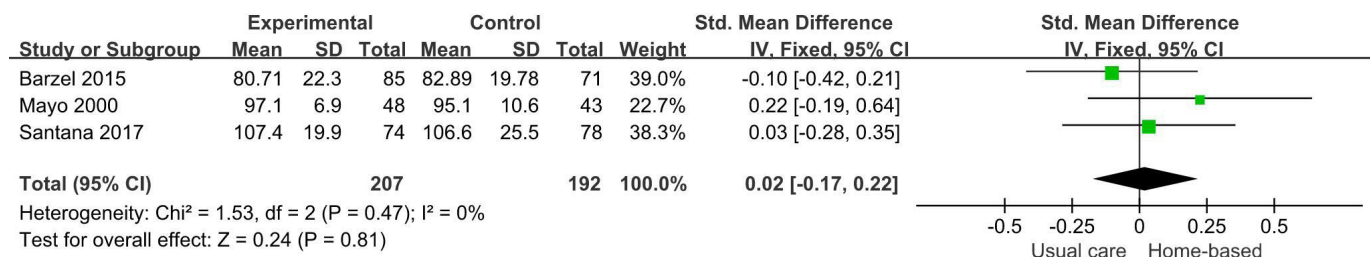 Experimental Control Std. Mean Difference Std. Mean Difference
Study or Subgroup Mean SD Total Mean SD Total Weight IV, Fixed, 95% CI IV, Fixed, 95% CI
Barzel 2015 80.71 22.3 85 82.89 19.78 71 39.0% -0.10 [-0.42, 0.21]
Mayo 2000 97.1 6.9 48 95.1 10.6 43 22.7% 0.22 [-0.19, 0.64]
Santana 2017 107.4 19.9 74 106.6 25.5 78 38.3% 0.03 [-0.28, 0.35]
Total (95% CI) 207 192 100.0% 0.02 [-0.17, 0.22]
Heterogeneity: Chi² = 1.53, df = 2 (P = 0.47); I² = 0%
Test for overall effect: Z = 0.24 (P = 0.81)
-0.5 -0.25 0 0.25 0.5
Usual care Home-based